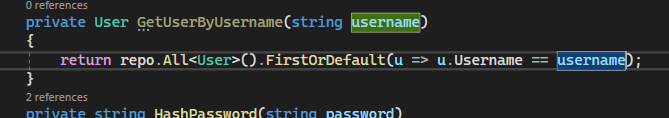 0 references
private User GetUserByUsername(string username)
{
return repo.All<User>().FirstOrDefault(u => u.Username == username);
}
2 references
private string HashPassword(string password)